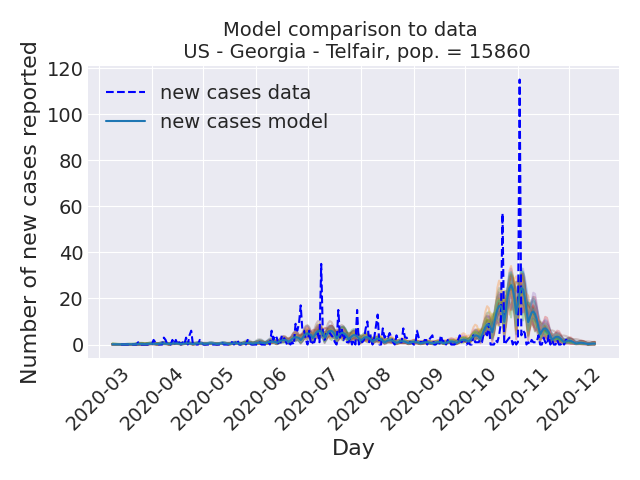 Model comparison to data
US - Georgia - Telfair, pop. = 15860
Number of new cases reported
120
100
80
60
40
20
0
new cases data
new cases model
2020-03
2020-04
2020-05
2020-06
2020-07
2020-08
2020-09
2020-10
2020-11
2020-12
Day